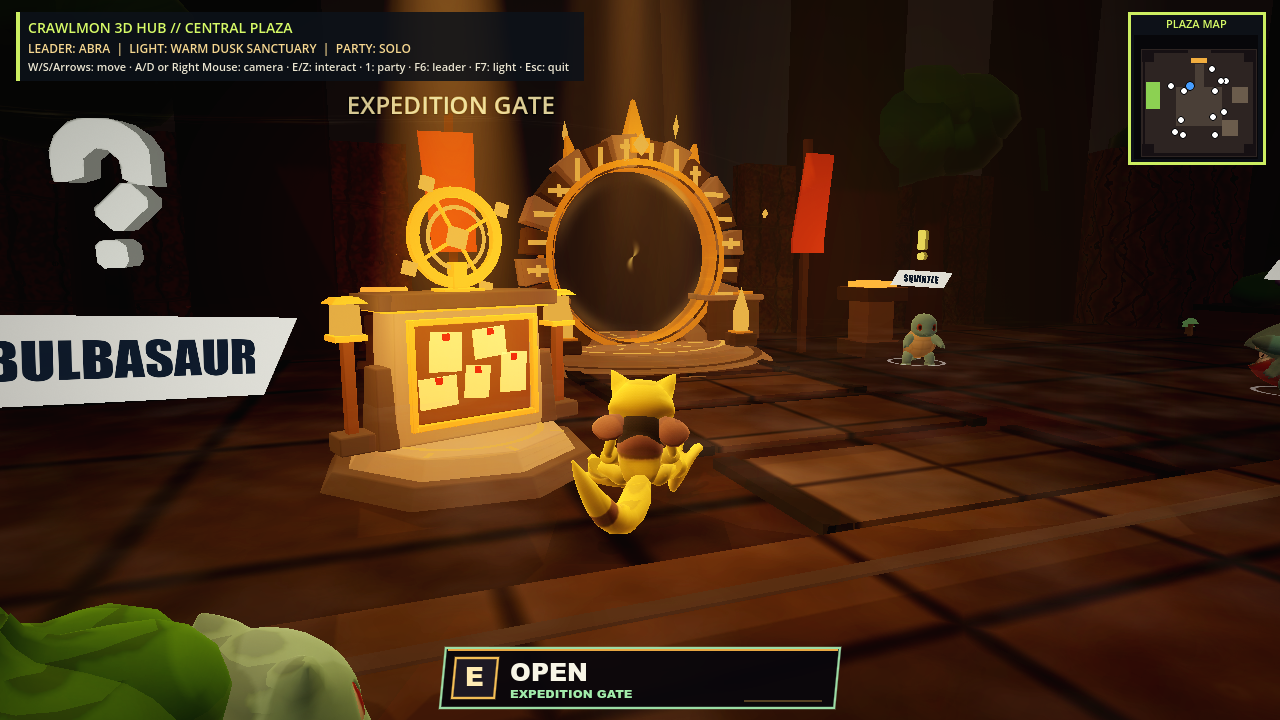 CRAWLMON 3D HUB // CENTRAL PLAZA
LEADER: ABRA | LIGHT: WARM DUSK SANCTUARY | PARTY: SOLO
W/S/Arrows: move · A/D or Right Mouse: camera · E/Z: interact · 1: party · F6: leader · F7: light · Esc: quit
PLAZA MAP
EXPEDITION GATE
?
!
SQUIRTLE
BULBASAUR
E
OPEN
EXPEDITION GATE